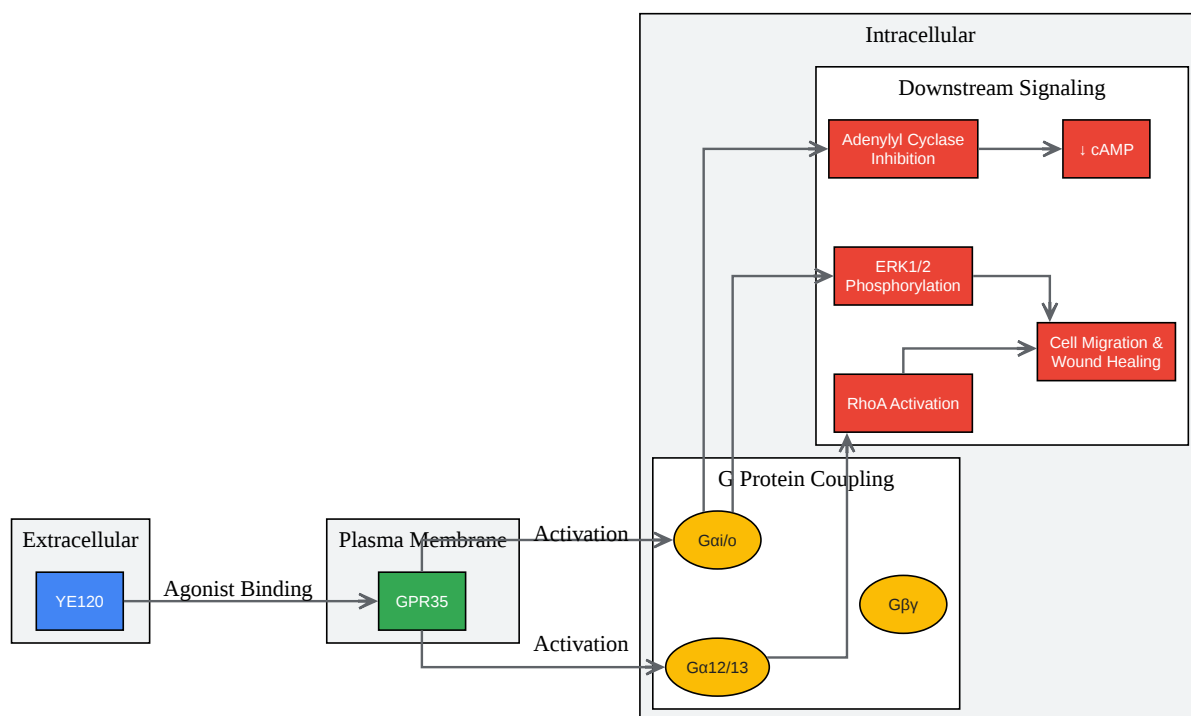 Intracellular
Downstream Signaling
Adenylyl Cyclase
Inhibition
↓ cAMP
ERK1/2
Phosphorylation
Cell Migration &
Wound Healing
RhoA Activation
G Protein Coupling
Extracellular
Plasma Membrane
Activation
Gαi/o
YE120
Agonist Binding
GPR35
Gβγ
Activation
Gα12/13